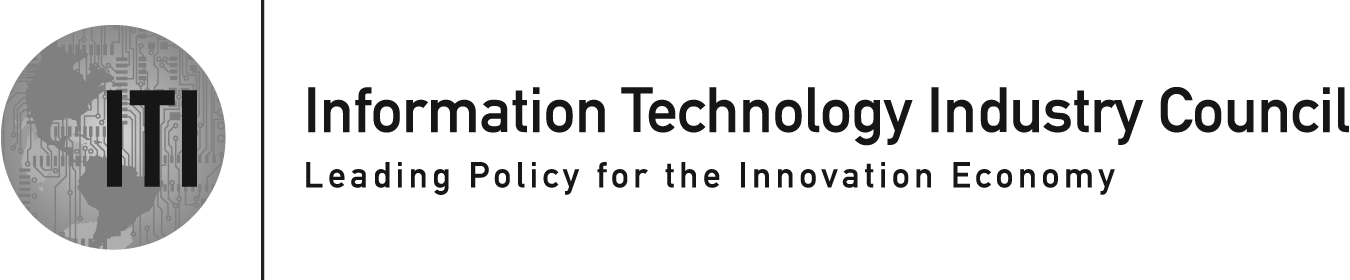 ITI
Information Technology Industry Council
Leading Policy for the Innovation Economy